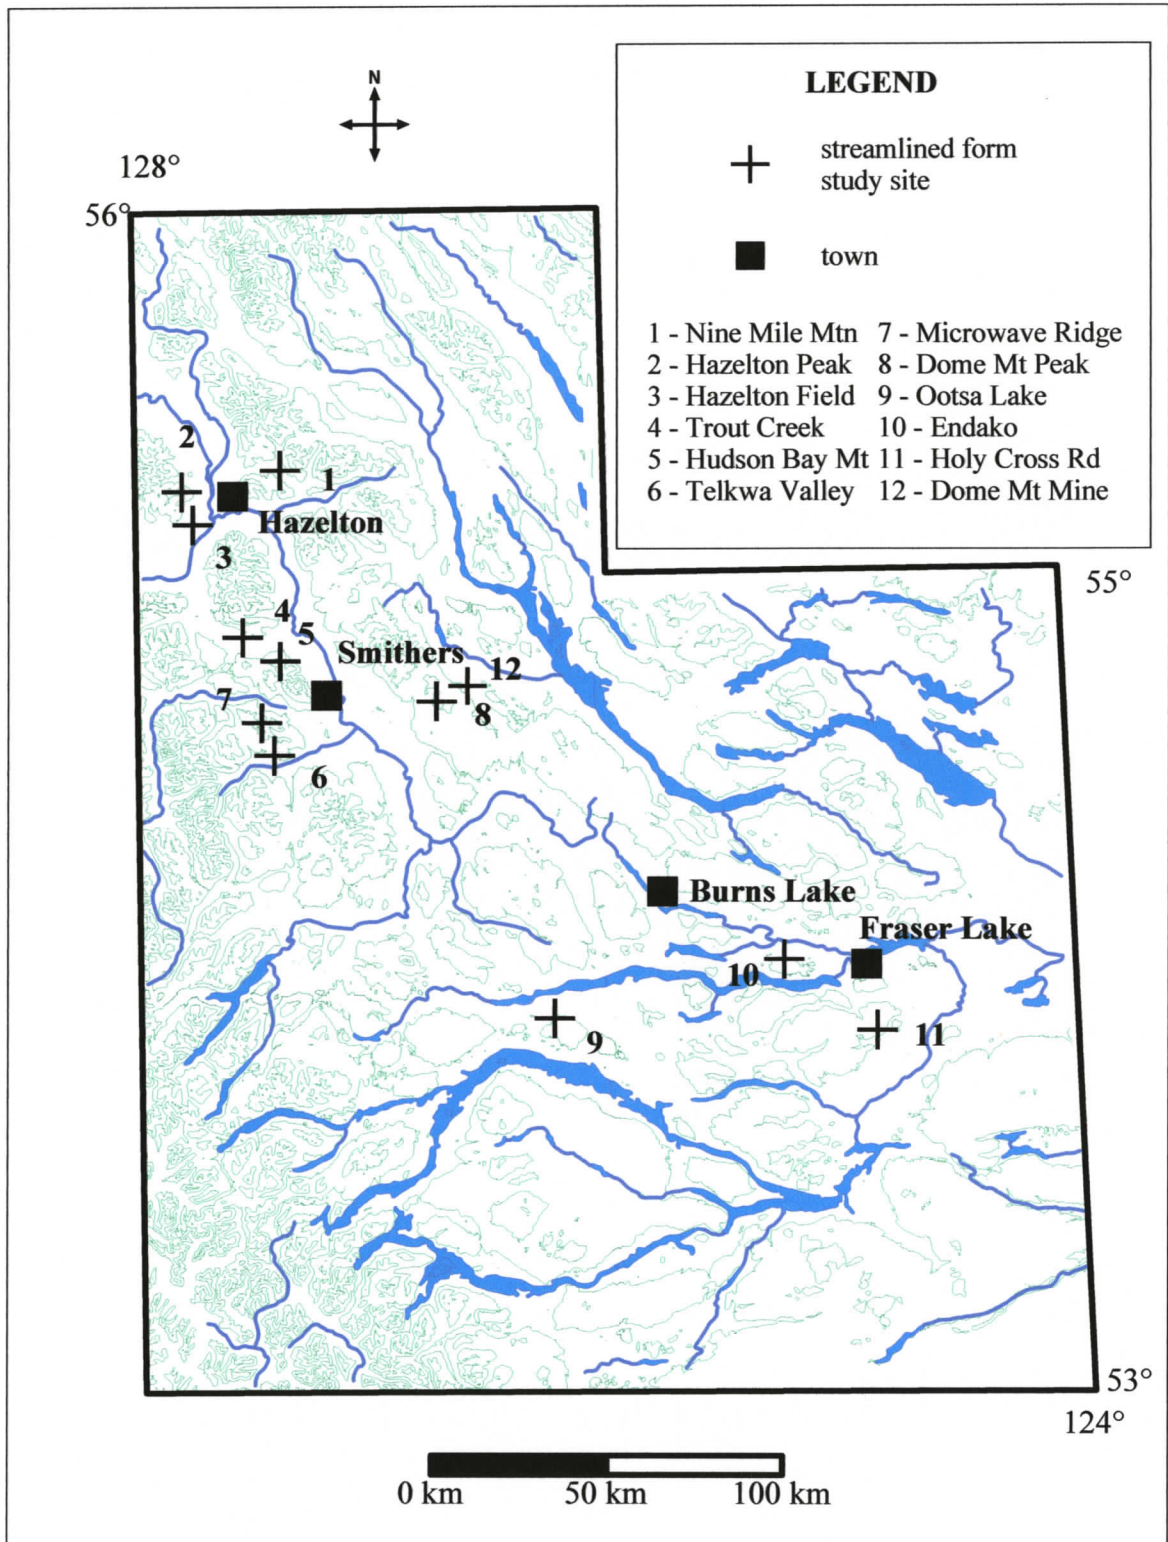 N
LEGEND
streamlined form
study site
town
1 - Nine Mile Mtn 7 - Microwave Ridge
2 - Hazelton Peak 8 - Dome Mt Peak
3 - Hazelton Field 9 - Ootsa Lake
4 - Trout Creek 10 - Endako
5 - Hudson Bay Mt 11 - Holy Cross Rd
6 - Telkwa Valley 12 - Dome Mt Mine
128°
56°
2
1
Hazelton
3
55°
4
5
Smithers
12
7
8
6
Burns Lake
Fraser Lake
10
9
11
53°
124°
0 km 50 km 100 km